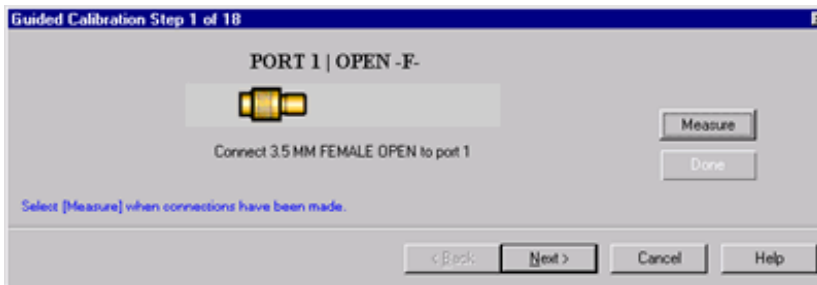 Guided Calibration Step 1 of 18
PORT 1 | OPEN -F-
Measure
Connect 3.5 MM FEMALE OPEN to port 1
Done
Select [Measure] when connections have been made.
< Back
Next >
Cancel
Help